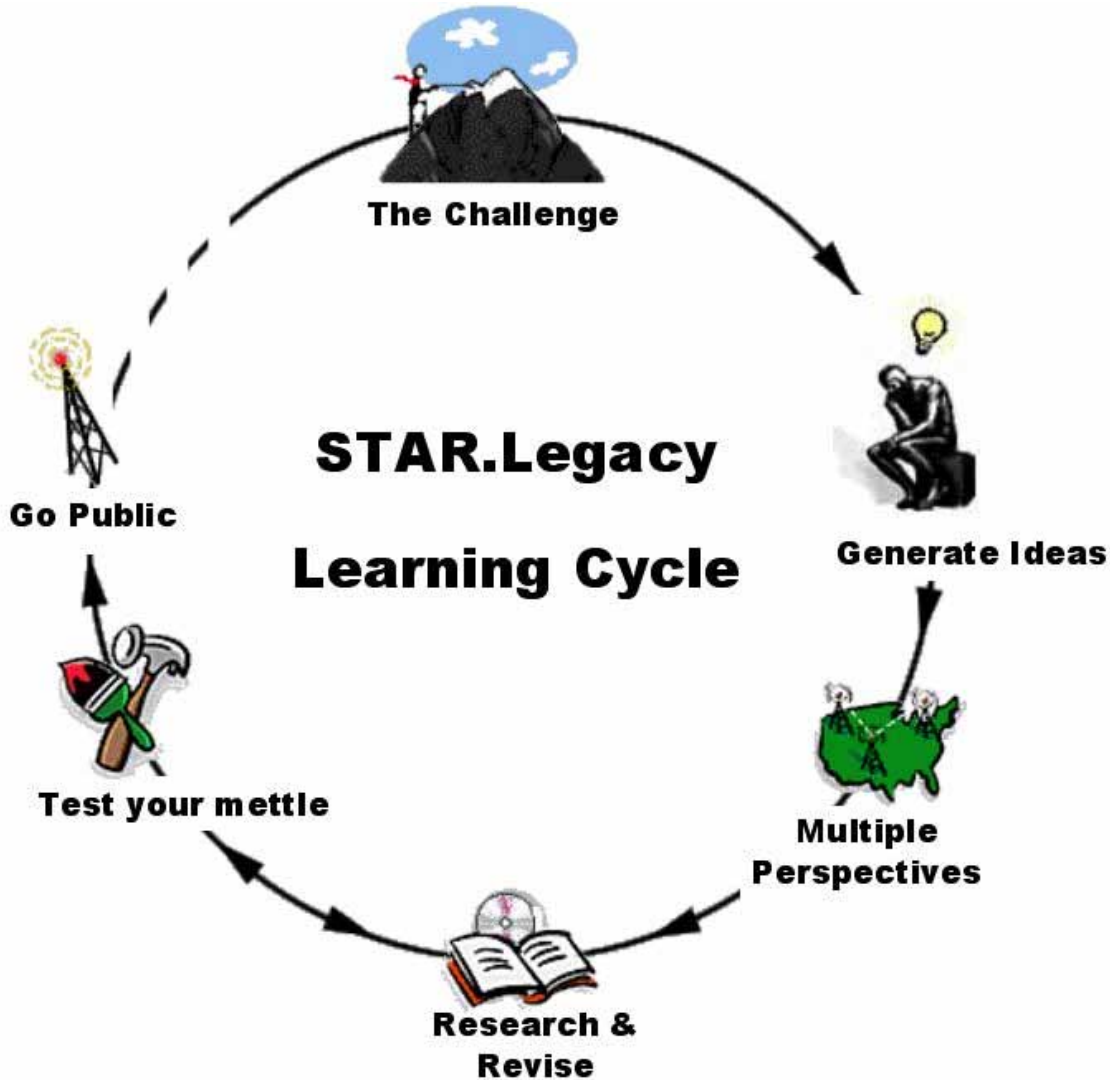 The Challenge
STAR.Legacy
Learning Cycle
Generate Ideas
Multiple
Perspectives
Research &
Revise
Test your mettle
Go Public